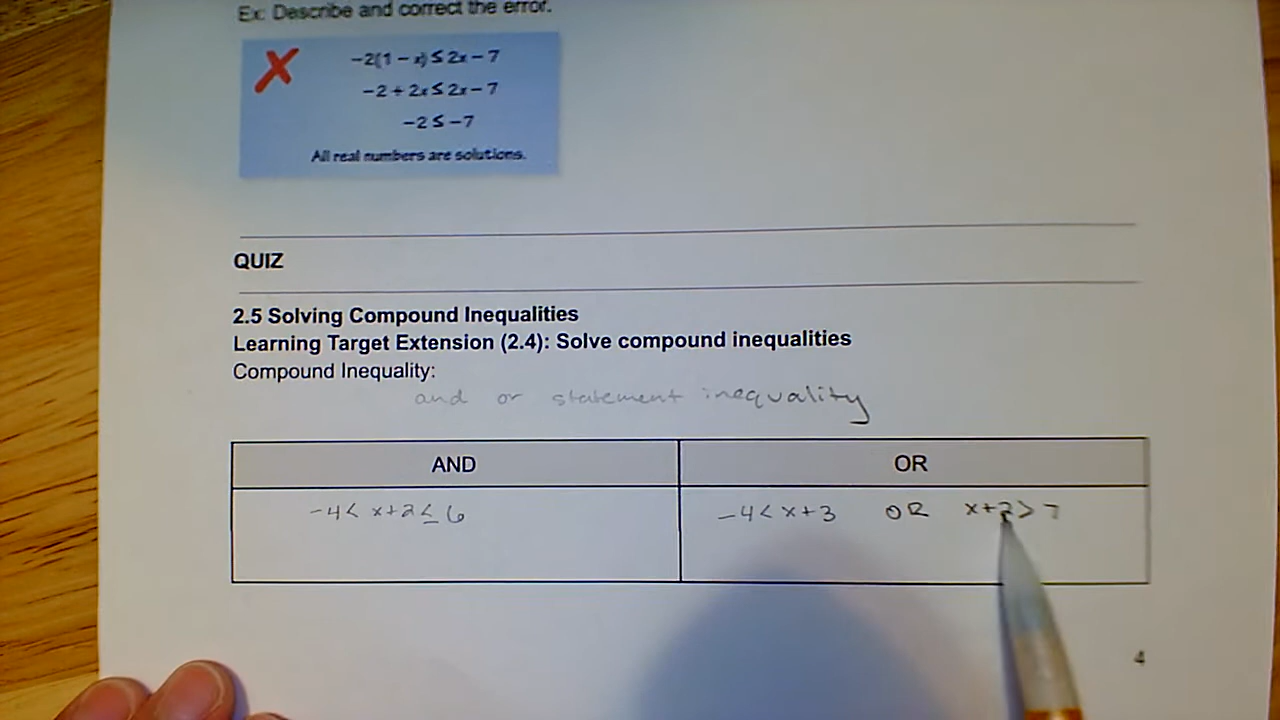 Ex: Describe and correct the error.
-2(1 - x) ≤ 2x - 7
-2 + 2x ≤ 2x - 7
-2 ≤ -7
All real numbers are solutions.
QUIZ
2.5 Solving Compound Inequalities
Learning Target Extension (2.4): Solve compound inequalities
Compound Inequality:
and or statement inequality
AND OR
-4 < x+2 ≤ 6 -4 < x+3 OR x+2 > 7
4